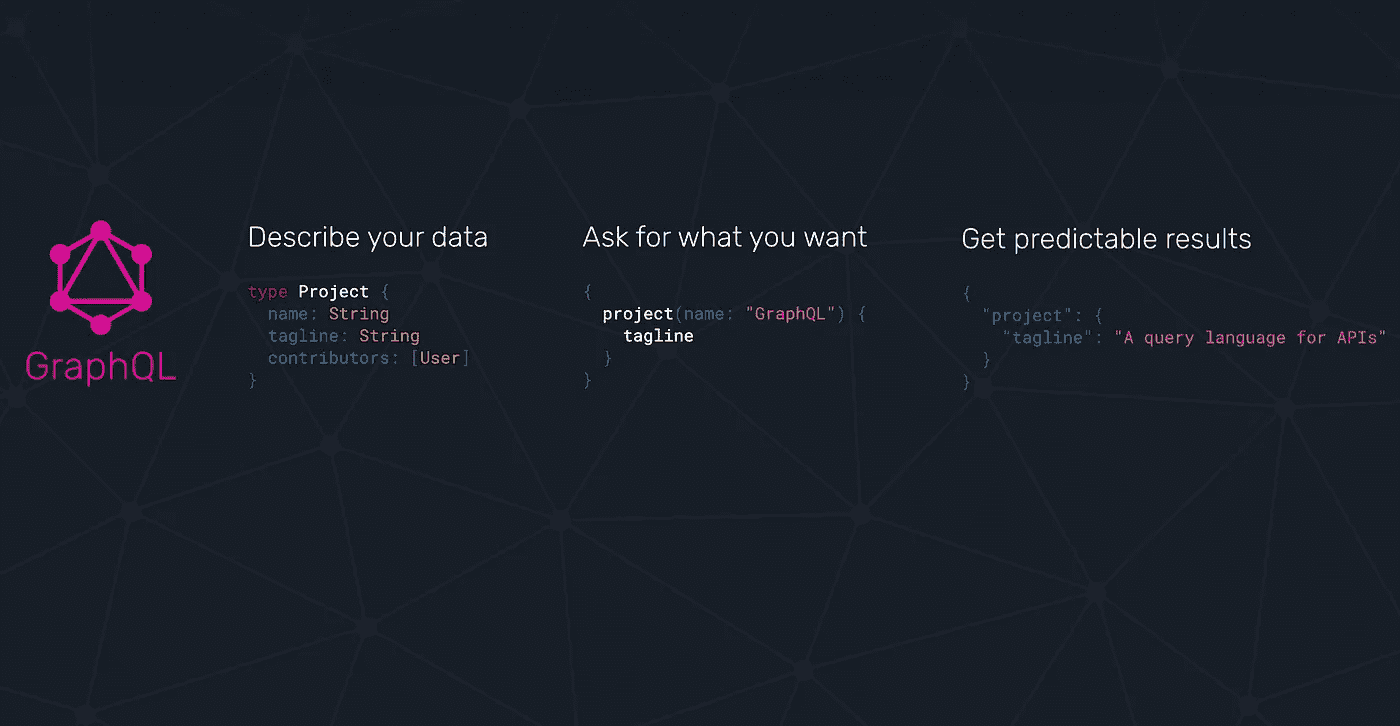 GraphQL
Describe your data
type Project {
  name: String
  tagline: String
  contributors: [User]
}
Ask for what you want
{
  project(name: "GraphQL") {
    tagline
  }
}
Get predictable results
{
  "project": {
    "tagline": "A query language for APIs"
  }
}